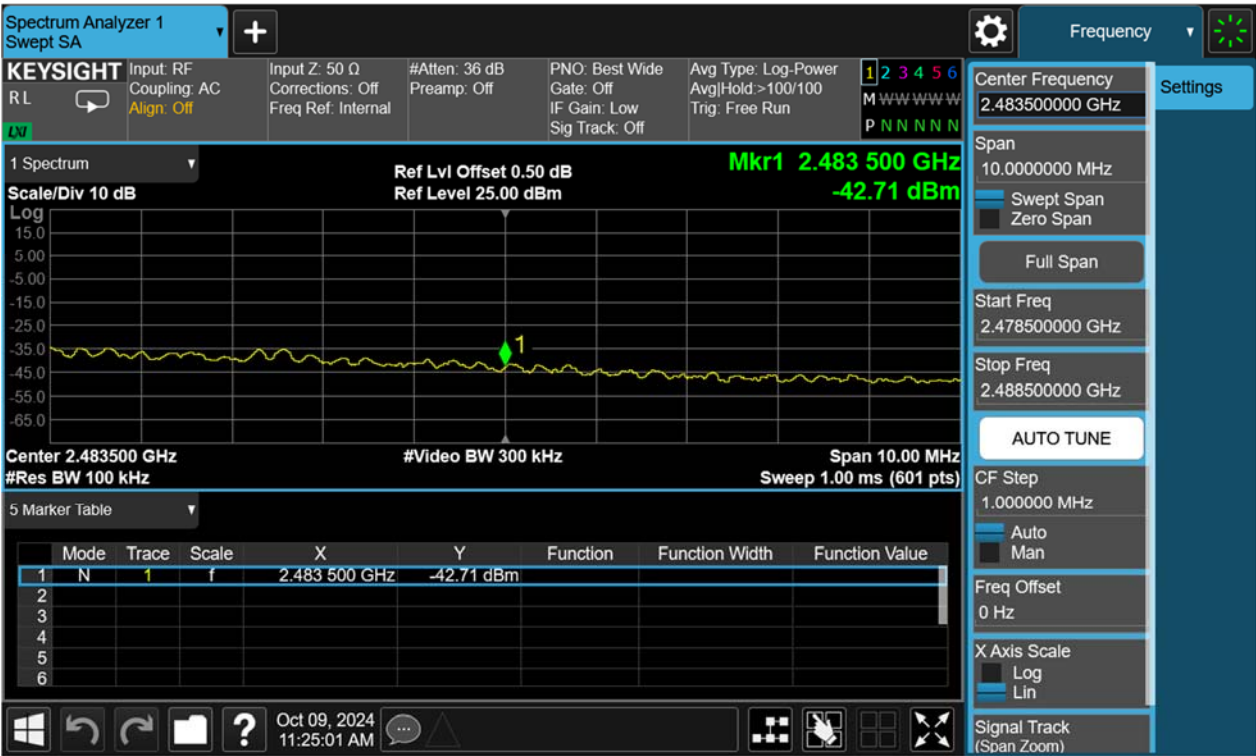 Spectrum Analyzer 1
Swept SA
+
Frequency
KEYSIGHT
RL
LXI
Input: RF
Coupling: AC
Align: Off
Input Z: 50 Ω
Corrections: Off
Freq Ref: Internal
#Atten: 36 dB
Preamp: Off
PNO: Best Wide
Gate: Off
IF Gain: Low
Sig Track: Off
Avg Type: Log-Power
Avg|Hold:>100/100
Trig: Free Run
1 2 3 4 5 6
M W W W W W
P N N N N N
1 Spectrum
Scale/Div 10 dB
Ref Lvl Offset 0.50 dB
Ref Level 25.00 dBm
Mkr1 2.483 500 GHz
-42.71 dBm
Log
15.0
5.00
-5.00
-15.0
-25.0
-35.0
-45.0
-55.0
-65.0
1
Center 2.483500 GHz
#Res BW 100 kHz
#Video BW 300 kHz
Span 10.00 MHz
Sweep 1.00 ms (601 pts)
5 Marker Table
Mode Trace Scale X Y Function Function Width Function Value
1 N 1 f 2.483 500 GHz -42.71 dBm
2
3
4
5
6
?
Oct 09, 2024
11:25:01 AM
Center Frequency
2.483500000 GHz
Span
10.0000000 MHz
Swept Span
Zero Span
Full Span
Start Freq
2.478500000 GHz
Stop Freq
2.488500000 GHz
AUTO TUNE
CF Step
1.000000 MHz
Auto
Man
Freq Offset
0 Hz
X Axis Scale
Log
Lin
Signal Track
(Span Zoom)
Settings